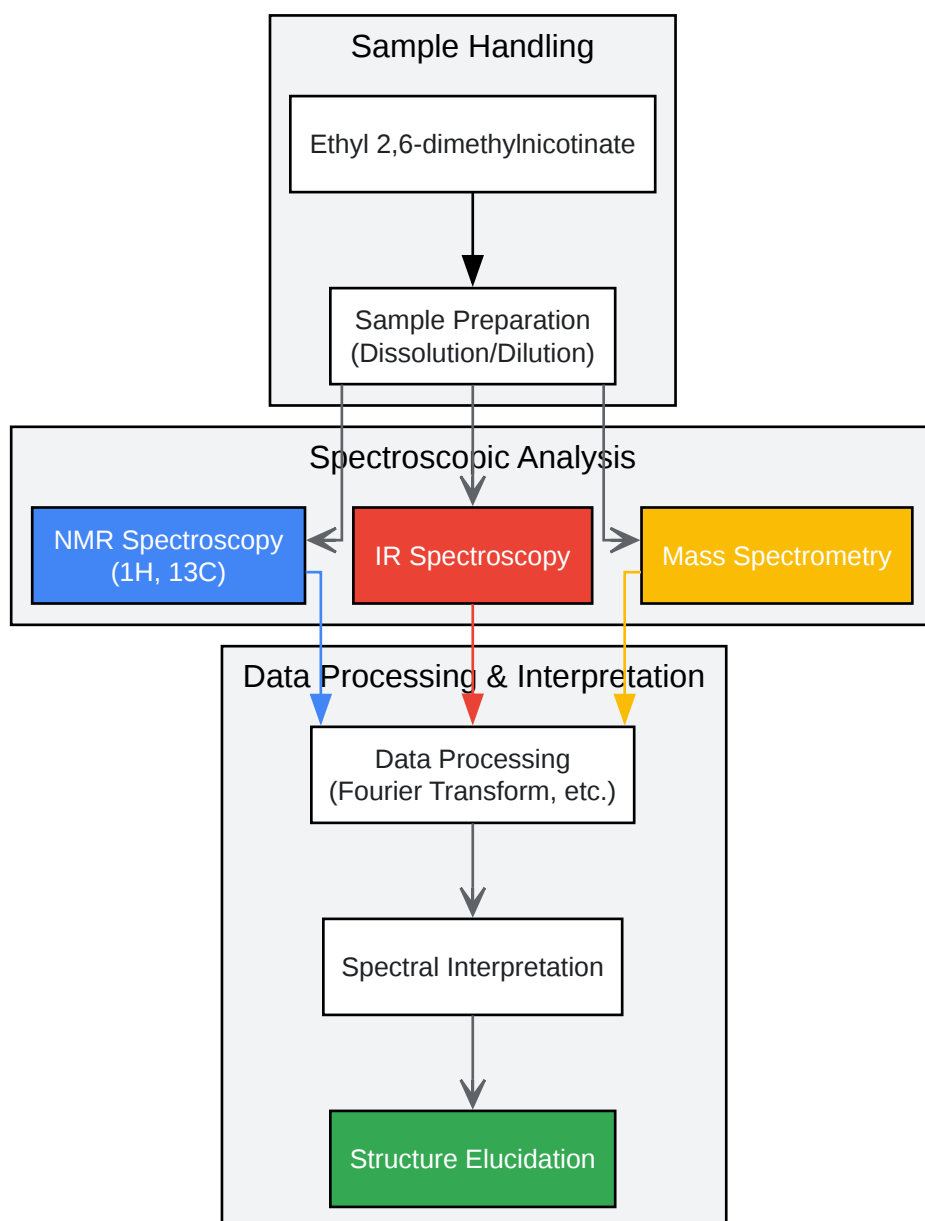 Sample Handling
Ethyl 2,6-dimethylnicotinate
Sample Preparation
(Dissolution/Dilution)
Spectroscopic Analysis
NMR Spectroscopy
(1H, 13C)
IR Spectroscopy
Mass Spectrometry
Data Processing & Interpretation
Data Processing
(Fourier Transform, etc.)
Spectral Interpretation
Structure Elucidation